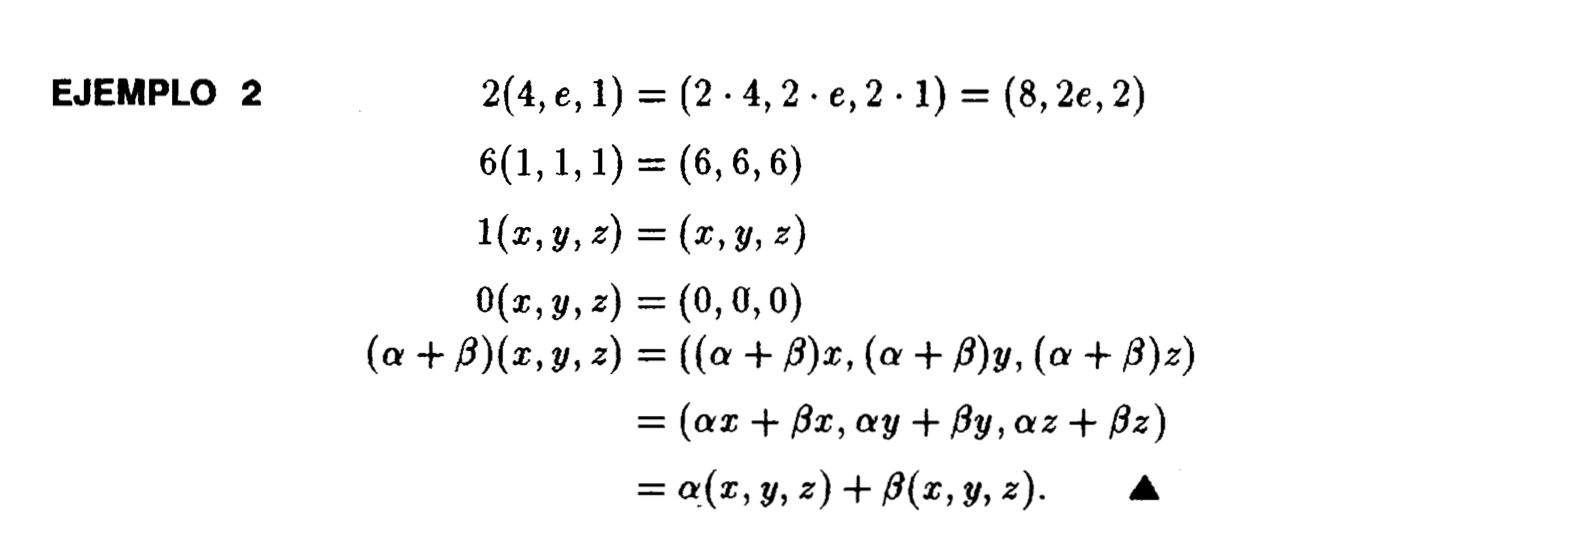 EJEMPLO 2 2(4, e, 1) = (2 · 4, 2 · e, 2 · 1) = (8, 2e, 2)
6(1, 1, 1) = (6, 6, 6)
1(x, y, z) = (x, y, z)
0(x, y, z) = (0, 0, 0)
(α + β)(x, y, z) = ((α + β)x, (α + β)y, (α + β)z)
= (αx + βx, αy + βy, αz + βz)
= α(x, y, z) + β(x, y, z). ▲